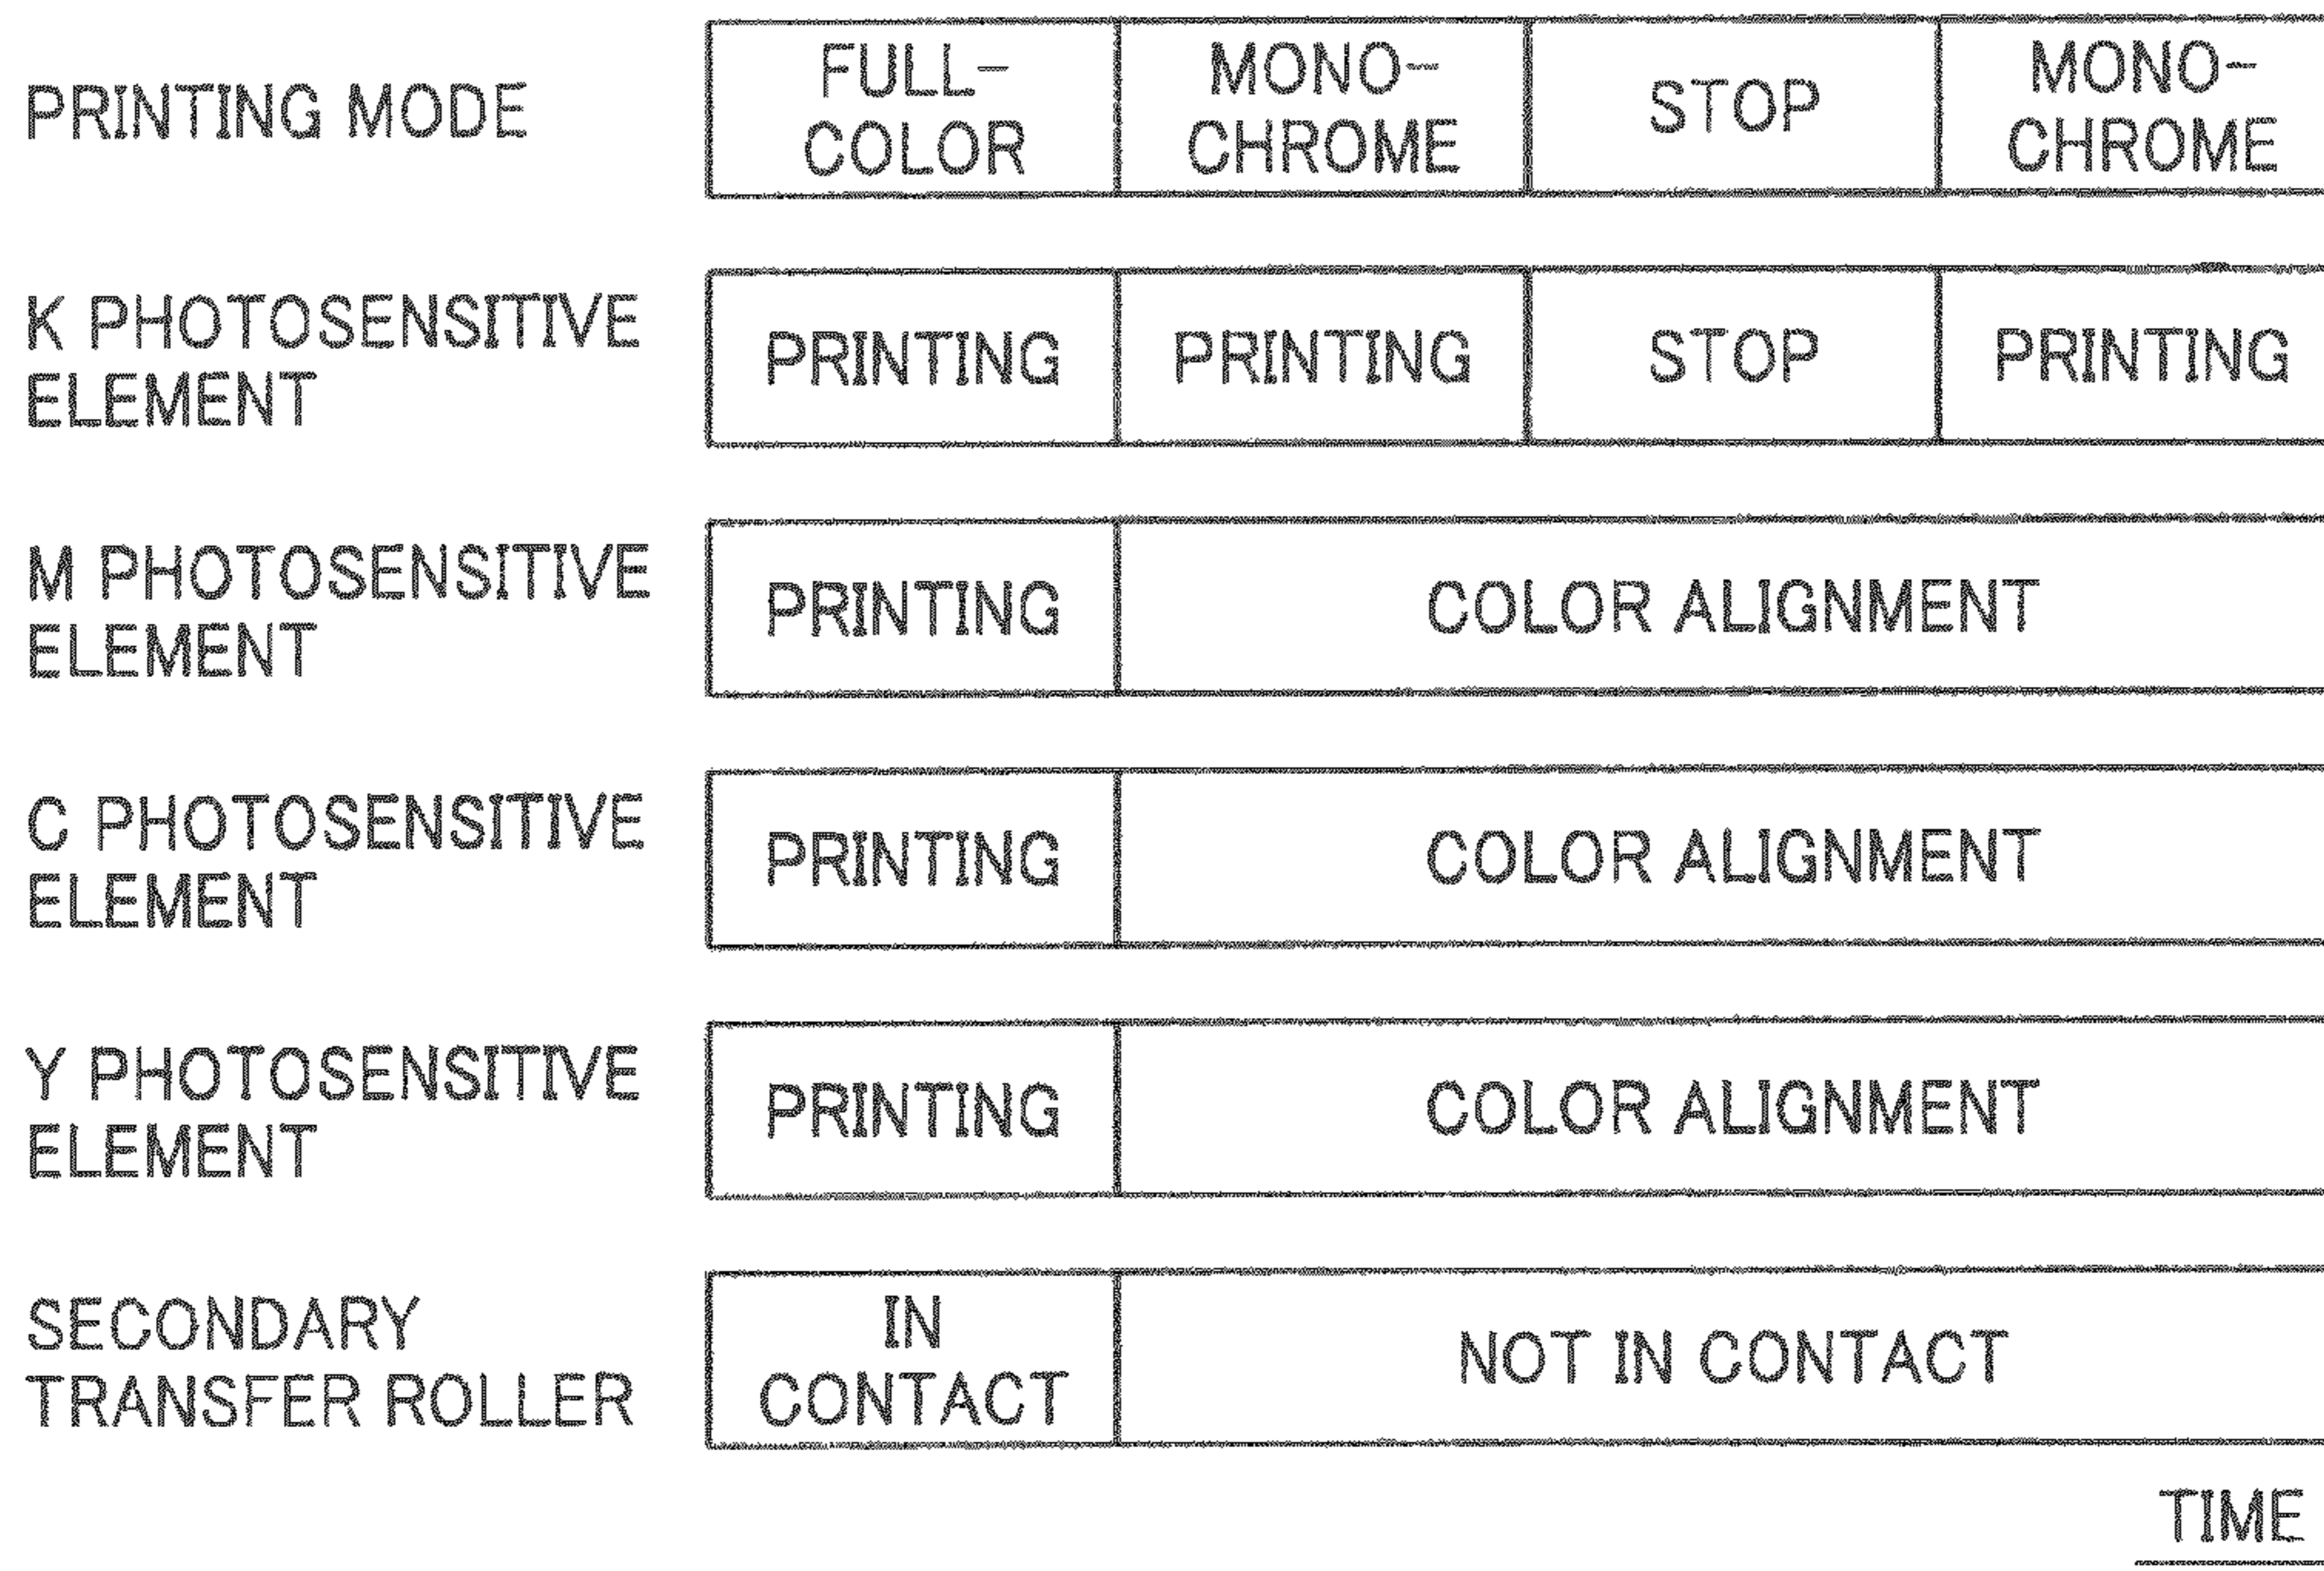 PRINTING MODE
FULL-
COLOR
MONO-
CHROME
STOP
MONO-
CHROME
K PHOTOSENSITIVE
ELEMENT
PRINTING
PRINTING
STOP
PRINTING
M PHOTOSENSITIVE
ELEMENT
PRINTING
COLOR ALIGNMENT
C PHOTOSENSITIVE
ELEMENT
PRINTING
COLOR ALIGNMENT
Y PHOTOSENSITIVE
ELEMENT
PRINTING
COLOR ALIGNMENT
SECONDARY
TRANSFER ROLLER
IN
CONTACT
NOT IN CONTACT
TIME